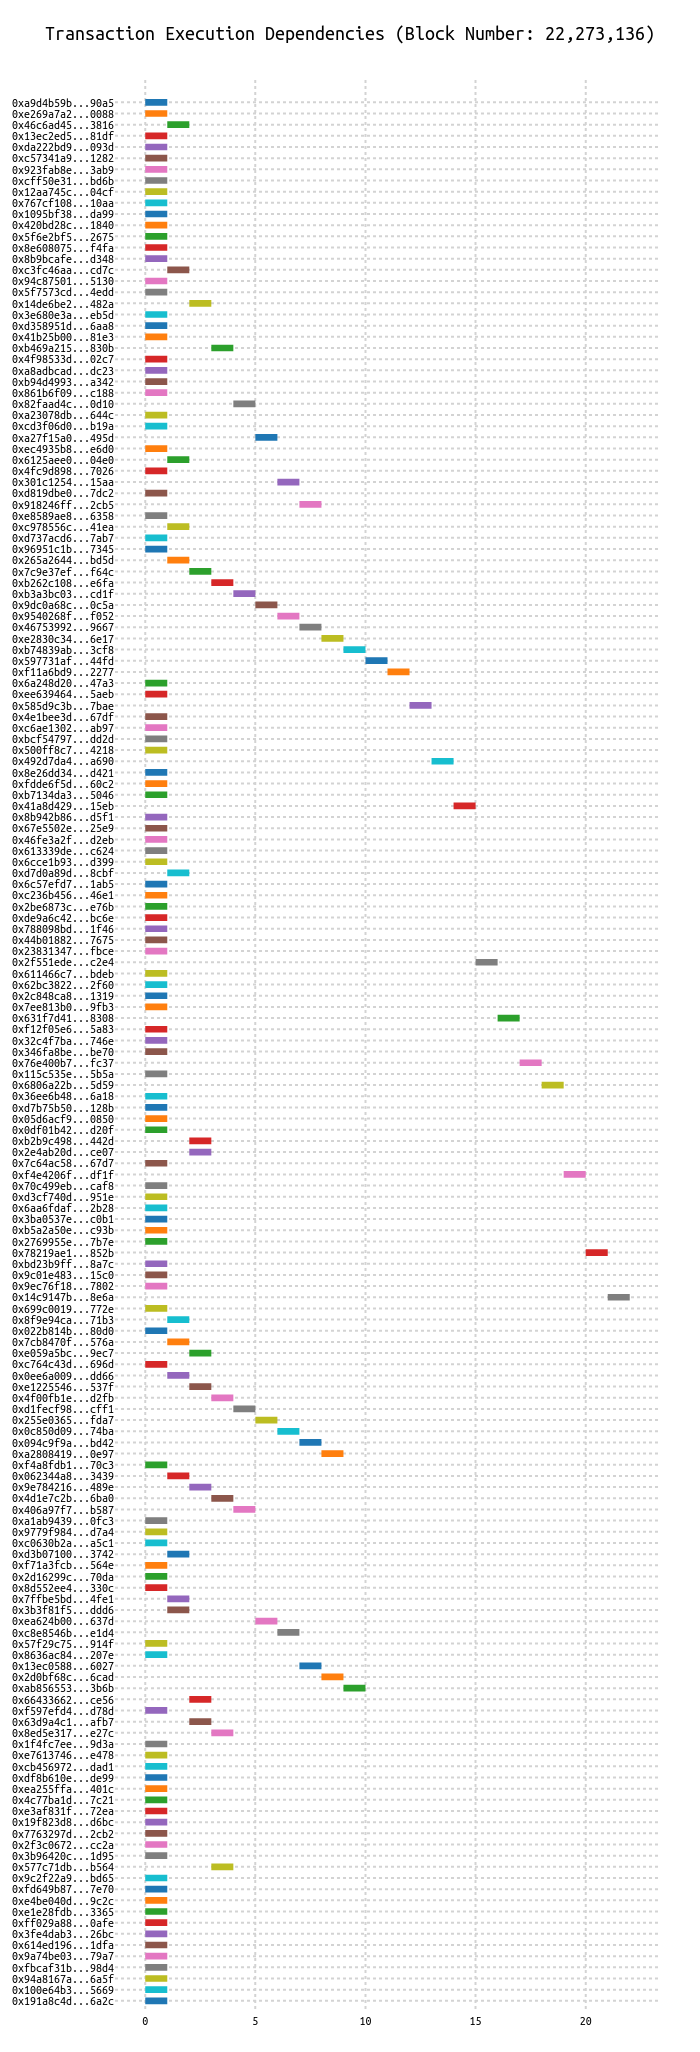 Transaction Execution Dependencies (Block Number: 22,273,136)
0xa9d4b59b...90a5
0xe269a7a2...0088
0x46c6ad45...3816
0x13ec2ed5...81df
0xda222bd9...093d
0xc57341a9...1282
0x923fab8e...3ab9
0xcff50e31...bd6b
0x12aa745c...04cf
0x767cf108...10aa
0x1095bf38...da99
0x420bd28c...1840
0x5f6e2bf5...2675
0x8e608075...f4fa
0x8b9bcafe...d348
0xc3fc46aa...cd7c
0x94c87501...5130
0x5f7573cd...4edd
0x14de6be2...482a
0x3e680e3a...eb5d
0xd358951d...6aa8
0x41b25b00...81e3
0xb469a215...830b
0x4f98533d...02c7
0xa8adbcad...dc23
0xb94d4993...a342
0x861b6f09...c188
0x82faad4c...0d10
0xa23078db...644c
0xcd3f06d0...b19a
0xa27f15a0...495d
0xec4935b8...e6d0
0x6125aee0...04e0
0x4fc9d898...7026
0x301c1254...15aa
0xd819dbe0...7dc2
0x918246ff...2cb5
0xe8589ae8...6358
0xc978556c...41ea
0xd737acd6...7ab7
0x96951c1b...7345
0x265a2644...bd5d
0x7c9e37ef...f64c
0xb262c108...e6fa
0xb3a3bc03...cd1f
0x9dc0a68c...0c5a
0x9540268f...f052
0x46753992...9667
0xe2830c34...6e17
0xb74839ab...3cf8
0x597731af...44fd
0xf11a6bd9...2277
0x6a248d20...47a3
0xee639464...5aeb
0x585d9c3b...7bae
0x4e1bee3d...67df
0xc6ae1302...ab97
0xbcf54797...dd2d
0x500ff8c7...4218
0x492d7da4...a690
0x8e26dd34...d421
0xfdde6f5d...60c2
0xb7134da3...5046
0x41a8d429...15eb
0x8b942b86...d5f1
0x67e5502e...25e9
0x46fe3a2f...d2eb
0x613339de...c624
0x6cce1b93...d399
0xd7d0a89d...8cbf
0x6c57efd7...1ab5
0xc236b456...46e1
0x2be6873c...e76b
0xde9a6c42...bc6e
0x788098bd...1f46
0x44b01882...7675
0x23831347...fbce
0x2f551ede...c2e4
0x611466c7...bdeb
0x62bc3822...2f60
0x2c848ca8...1319
0x7ee813b0...9fb3
0x631f7d41...8308
0xf12f05e6...5a83
0x32c4f7ba...746e
0x346fa8be...be70
0x76e400b7...fc37
0x115c535e...5b5a
0x6806a22b...5d59
0x36ee6b48...6a18
0xd7b75b50...128b
0x05d6acf9...0850
0x0df01b42...d20f
0xb2b9c498...442d
0x2e4ab20d...ce07
0x7c64ac58...67d7
0xf4e4206f...df1f
0x70c499eb...caf8
0xd3cf740d...951e
0x6aa6fdaf...2b28
0x3ba0537e...c0b1
0xb5a2a50e...c93b
0x2769955e...7b7e
0x78219ae1...852b
0xbd23b9ff...8a7c
0x9c01e483...15c0
0x9ec76f18...7802
0x14c9147b...8e6a
0x699c0019...772e
0x8f9e94ca...71b3
0x022b814b...80d0
0x7cb8470f...576a
0xe059a5bc...9ec7
0xc764c43d...696d
0x0ee6a009...dd66
0xe1225546...537f
0x4f00fb1e...d2fb
0xd1fecf98...cff1
0x255e0365...fda7
0x0c850d09...74ba
0x094c9f9a...bd42
0xa2808419...0e97
0xf4a8fdb1...70c3
0x062344a8...3439
0x9e784216...489e
0x4d1e7c2b...6ba0
0x406a97f7...b587
0xa1ab9439...0fc3
0x9779f984...d7a4
0xc0630b2a...a5c1
0xd3b07100...3742
0xf71a3fcb...564e
0x2d16299c...70da
0x8d552ee4...330c
0x7ffbe5bd...4fe1
0x3b3f81f5...ddd6
0xea624b00...637d
0xc8e8546b...e1d4
0x57f29c75...914f
0x8636ac84...207e
0x13ec0588...6027
0x2d0bf68c...6cad
0xab856553...3b6b
0x66433662...ce56
0xf597efd4...d78d
0x63d9a4c1...afb7
0x8ed5e317...e27c
0x1f4fc7ee...9d3a
0xe7613746...e478
0xcb456972...dad1
0xdf8b610e...de99
0xea255ffa...401c
0x4c77ba1d...7c21
0xe3af831f...72ea
0x19f823d8...d6bc
0x7763297d...2cb2
0x2f3c0672...cc2a
0x3b96420c...1d95
0x577c71db...b564
0x9c2f22a9...bd65
0xfd649b87...7e70
0xe4be040d...9c2c
0xe1e28fdb...3365
0xff029a88...0afe
0x3fe4dab3...26bc
0x614ed196...1dfa
0x9a74be03...79a7
0xfbcaf31b...98d4
0x94a8167a...6a5f
0x100e64b3...5669
0x191a8c4d...6a2c
0 5 10 15 20